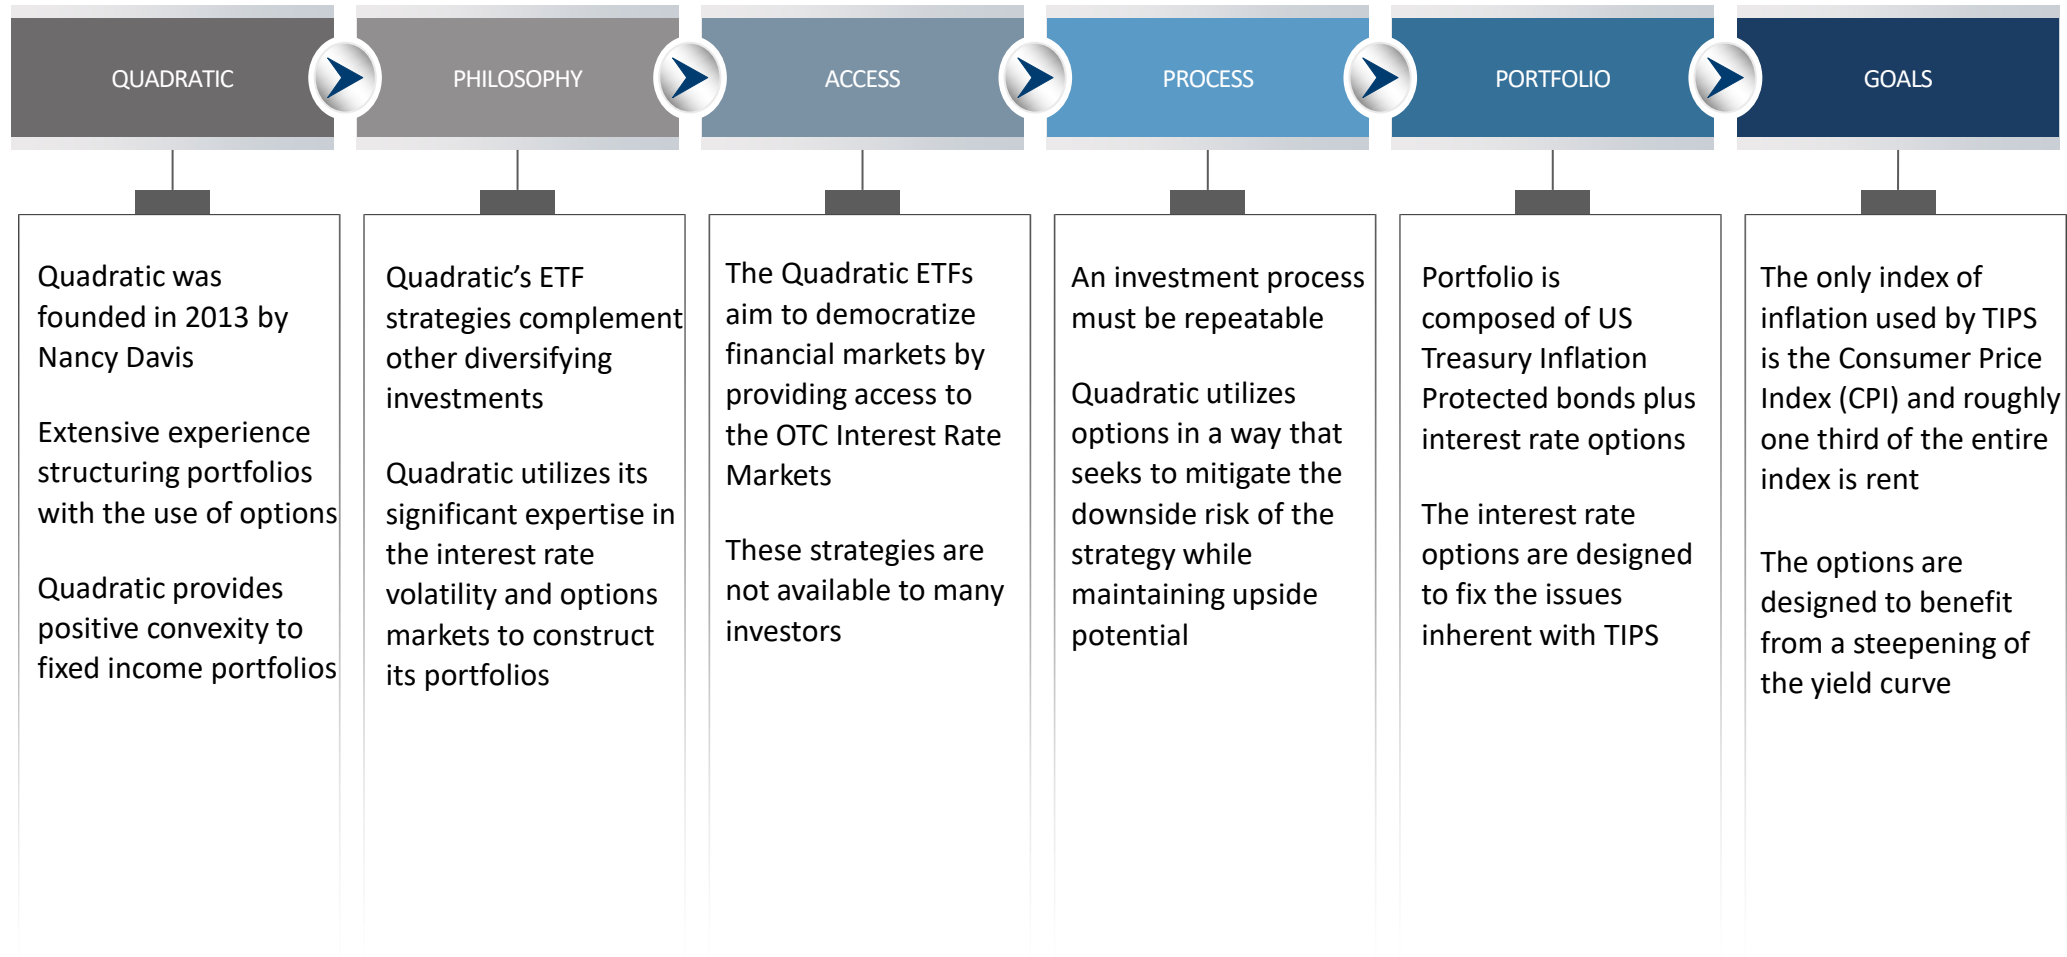 QUADRATIC
PHILOSOPHY
ACCESS
PROCESS
PORTFOLIO
GOALS
Quadratic was
founded in 2013 by
Nancy Davis
Extensive experience
structuring portfolios
with the use of options
Quadratic provides
positive convexity to
fixed income portfolios
Quadratic’s ETF
strategies complement
other diversifying
investments
Quadratic utilizes its
significant expertise in
the interest rate
volatility and options
markets to construct
its portfolios
The Quadratic ETFs
aim to democratize
financial markets by
providing access to
the OTC Interest Rate
Markets
These strategies are
not available to many
investors
An investment process
must be repeatable
Quadratic utilizes
options in a way that
seeks to mitigate the
downside risk of the
strategy while
maintaining upside
potential
Portfolio is
composed of US
Treasury Inflation
Protected bonds plus
interest rate options
The interest rate
options are designed
to fix the issues
inherent with TIPS
The only index of
inflation used by TIPS
is the Consumer Price
Index (CPI) and roughly
one third of the entire
index is rent
The options are
designed to benefit
from a steepening of
the yield curve